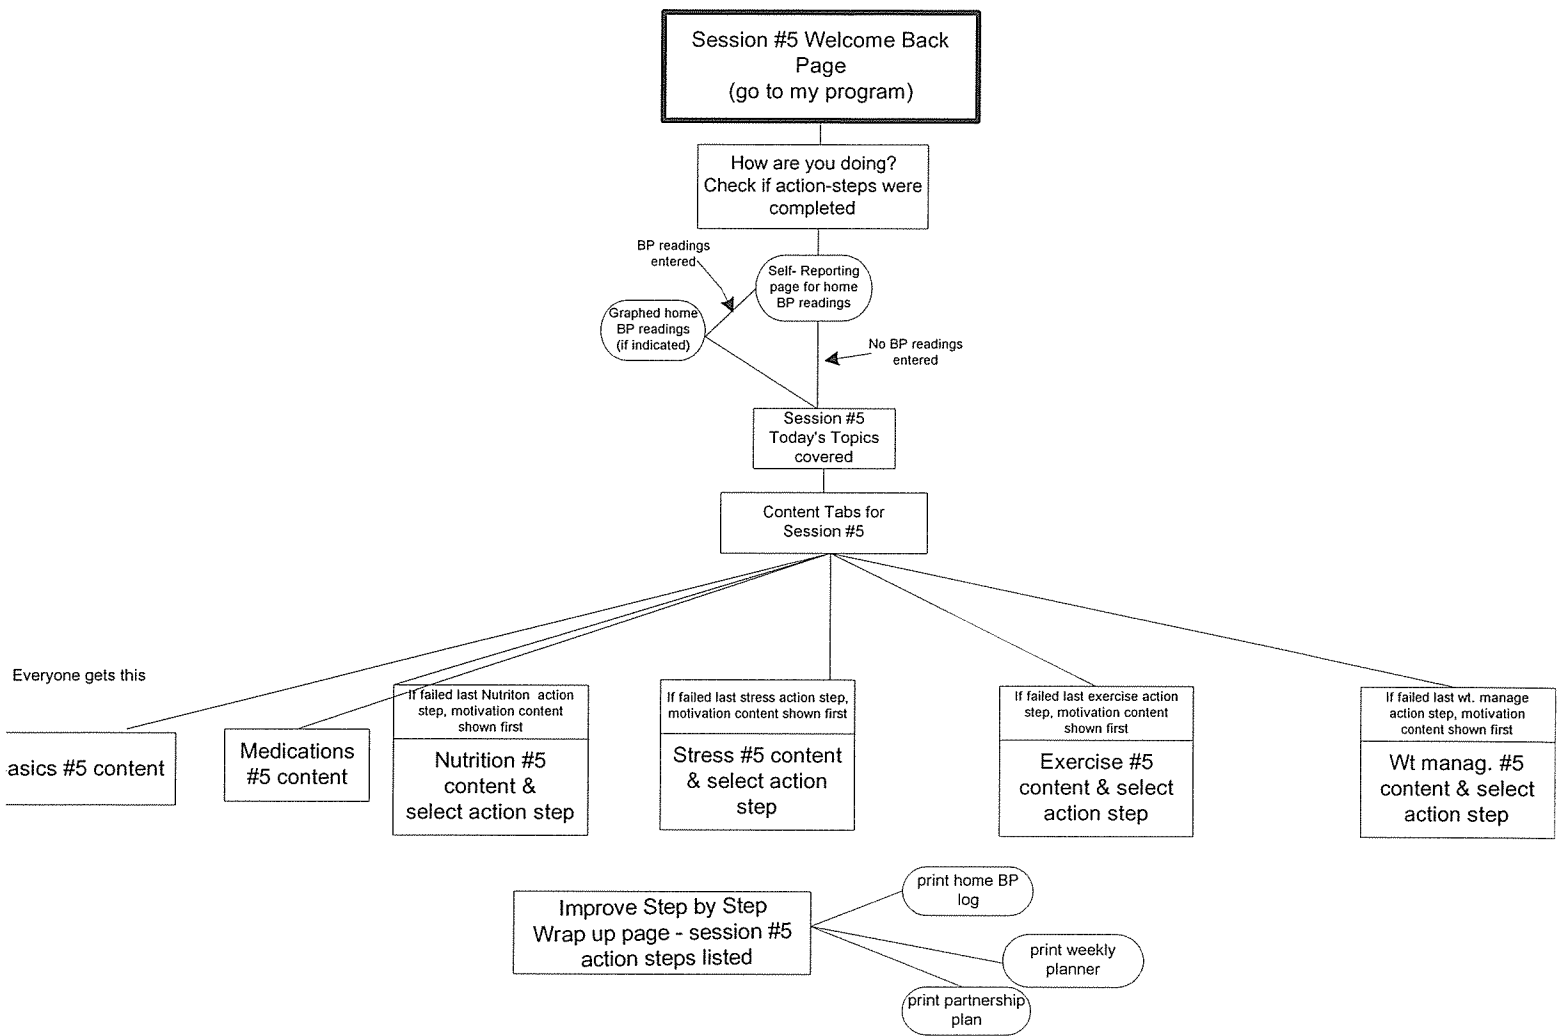 Session #5 Welcome Back
Page
(go to my program)
How are you doing?
Check if action-steps were
completed
BP readings
entered
Self- Reporting
page for home
BP readings
Graphed home
BP readings
(if indicated)
No BP readings
entered
Session #5
Today's Topics
covered
Content Tabs for
Session #5
Everyone gets this
asics #5 content
Medications
#5 content
If failed last Nutriton action
step, motivation content
shown first
Nutrition #5
content &
select action step
If failed last stress action step,
motivation content shown first
Stress #5 content
& select action
step
If failed last exercise action
step, motivation content
shown first
Exercise #5
content & select
action step
If failed last wt. manage
action step, motivation
content shown first
Wt manag. #5
content & select
action step
Improve Step by Step
Wrap up page - session #5
action steps listed
print home BP
log
print weekly
planner
print partnership
plan